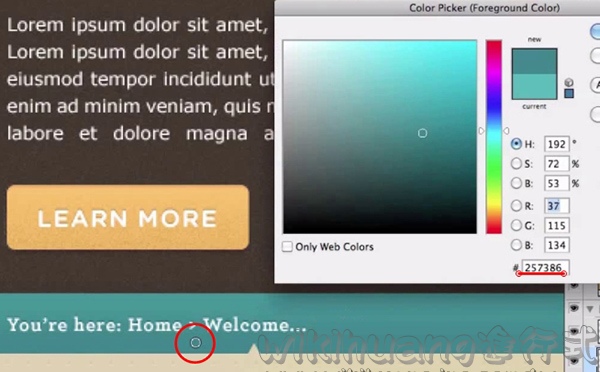 Color Picker (Foreground Color)
Lorem ipsum dolor sit amet,
Lorem ipsum dolor sit amet,
eiusmod tempor incididunt ut
enim ad minim veniam, quis n
labore et dolore magna a
new
current
H: 192 °
S: 72 %
B: 53 %
R: 37
G: 115
B: 134
# 257386
Only Web Colors
LEARN MORE
You're here: Home > Welcome...